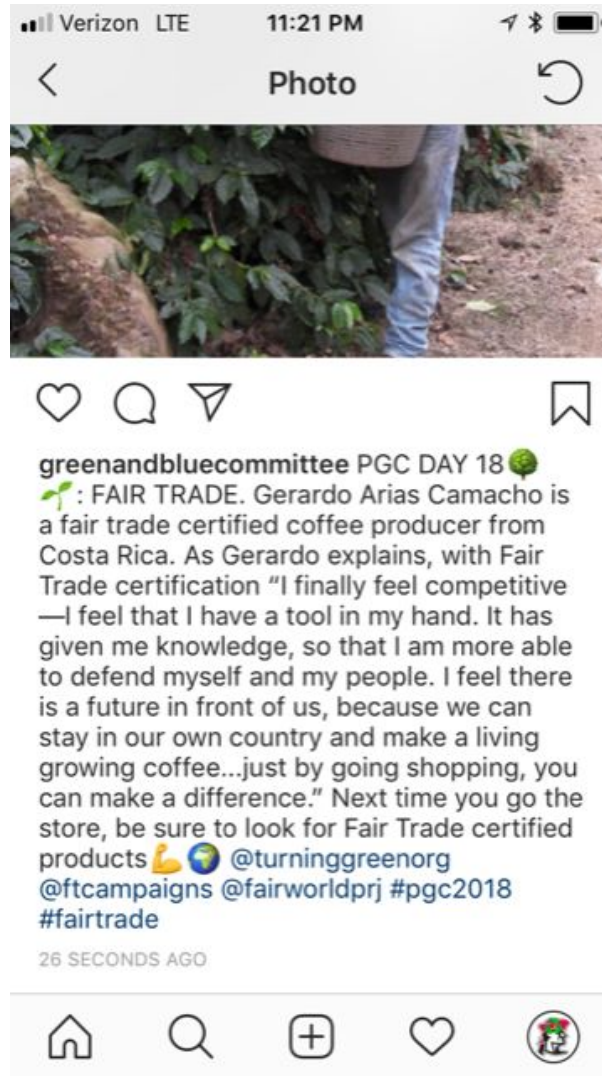 Verizon LTE 11:21 PM
Photo
greenandbluecommittee PGC DAY 18🌳
🌱: FAIR TRADE. Gerardo Arias Camacho is
a fair trade certified coffee producer from
Costa Rica. As Gerardo explains, with Fair
Trade certification “I finally feel competitive
—I feel that I have a tool in my hand. It has
given me knowledge, so that I am more able
to defend myself and my people. I feel there
is a future in front of us, because we can
stay in our own country and make a living
growing coffee...just by going shopping, you
can make a difference.” Next time you go the
store, be sure to look for Fair Trade certified
products💪🌍 @turninggreenorg
@ftcampaigns @fairworldprj #pgc2018
#fairtrade
26 SECONDS AGO